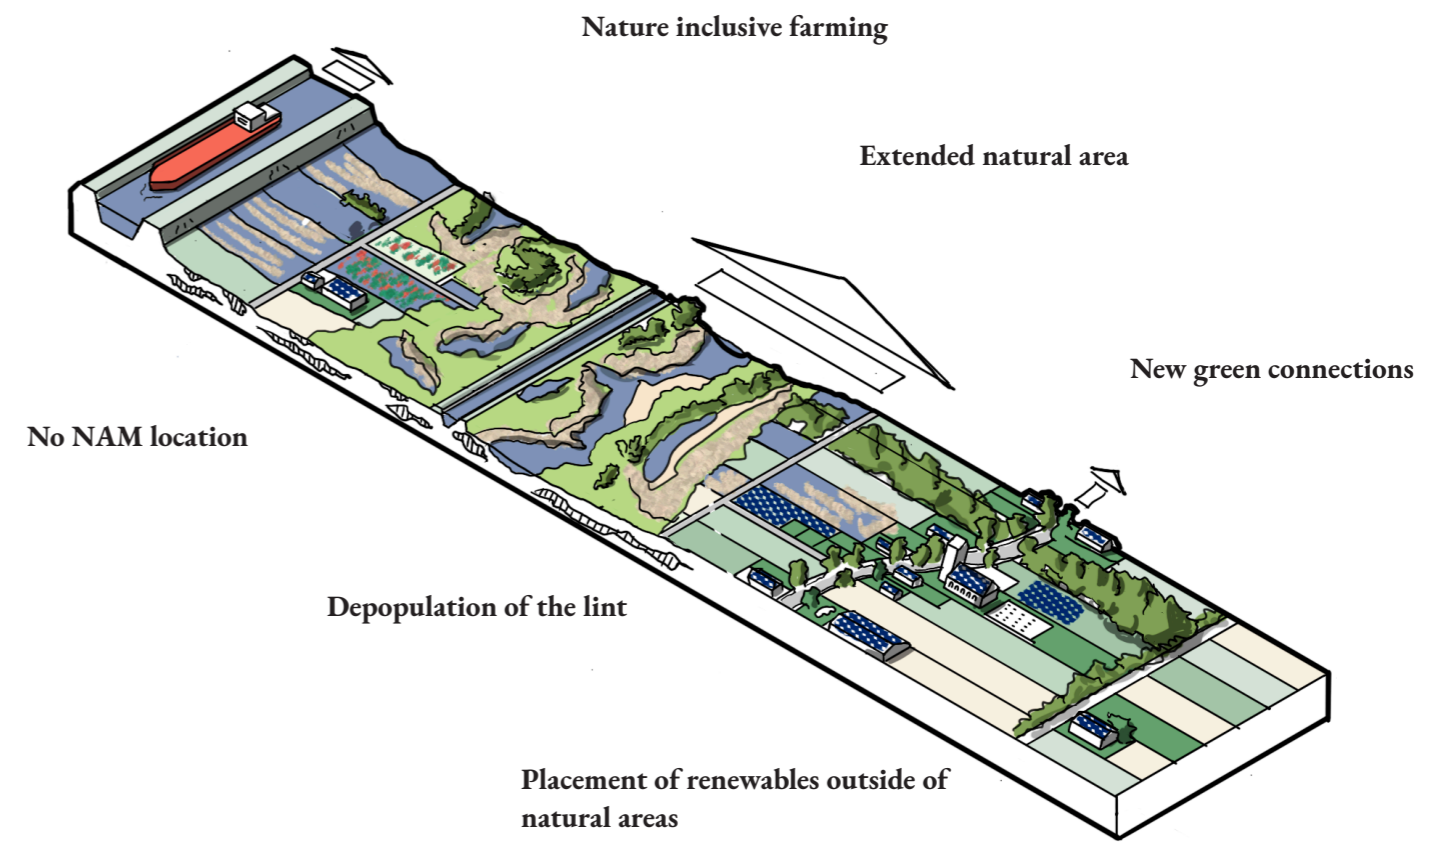 Nature inclusive farming
Extended natural area
New green connections
No NAM location
Depopulation of the lint
Placement of renewables outside of
natural areas